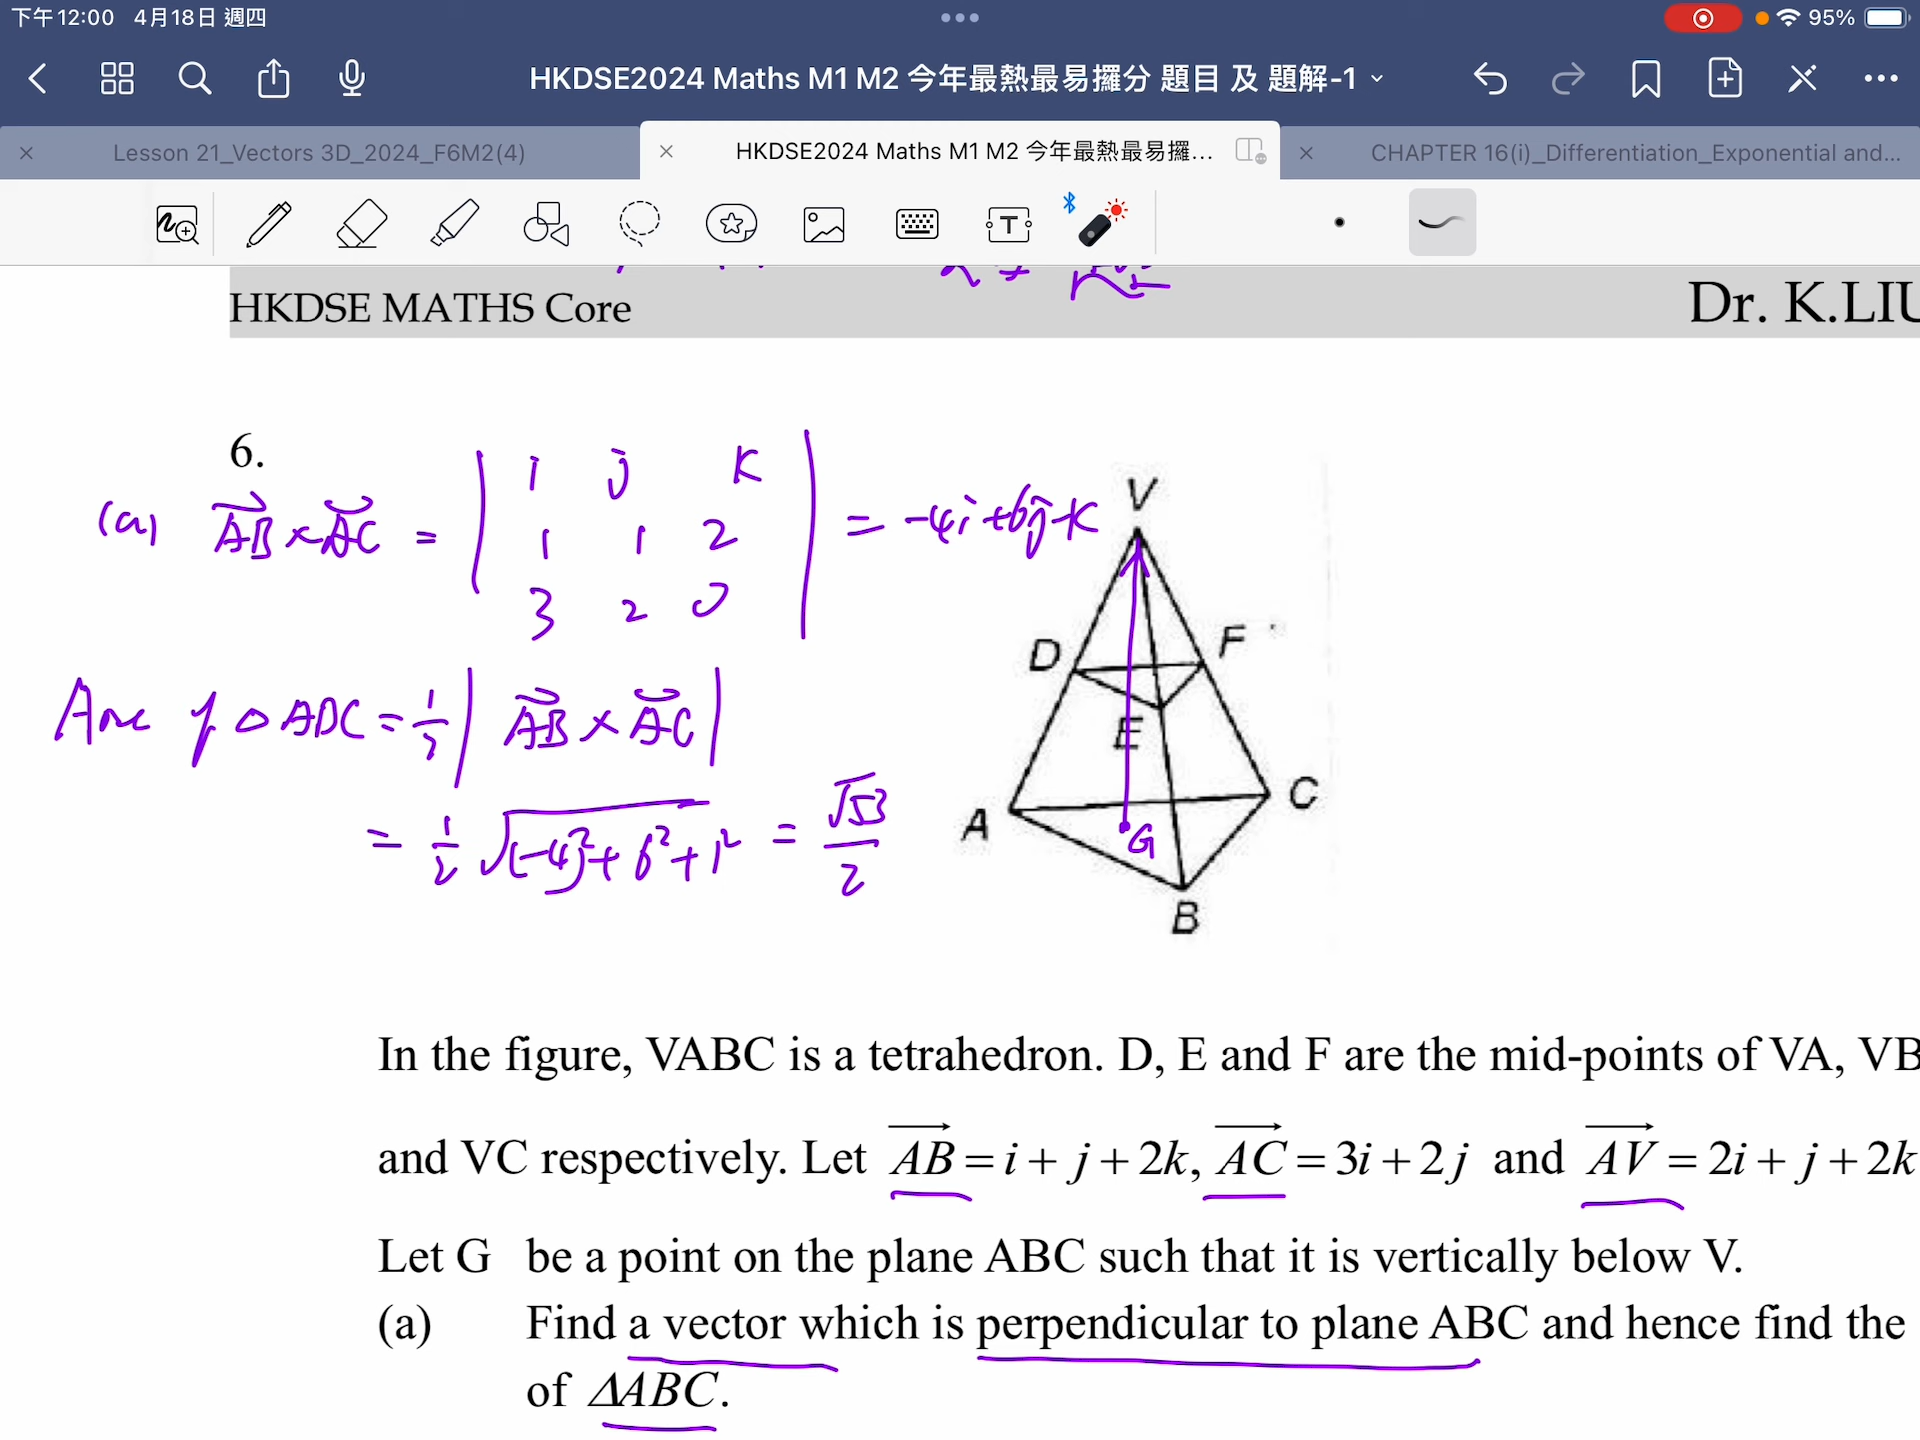 下午12:00 4月18日 週四
95%
HKDSE2024 Maths M1 M2 今年最熱最易攞分 題目 及 題解-1
Lesson 21_Vectors 3D_2024_F6M2(4)
HKDSE2024 Maths M1 M2 今年最熱最易攞...
CHAPTER 16(i)_Differentiation_Exponential and...
HKDSE MATHS Core
Dr. K.LIU
6.
(a) AB × AC = | i j k
1 1 2
3 2 0 | = -4i+6j-k
Area of △ABC = 1/2 | AB × AC |
= 1/2 √(-4)²+6²+1² = √53/2
V
D
F
E
A
C
G
B
In the figure, VABC is a tetrahedron. D, E and F are the mid-points of VA, VB
and VC respectively. Let AB = i + j + 2k, AC = 3i + 2j and AV = 2i + j + 2k
Let G be a point on the plane ABC such that it is vertically below V.
(a) Find a vector which is perpendicular to plane ABC and hence find the
of ΔABC.